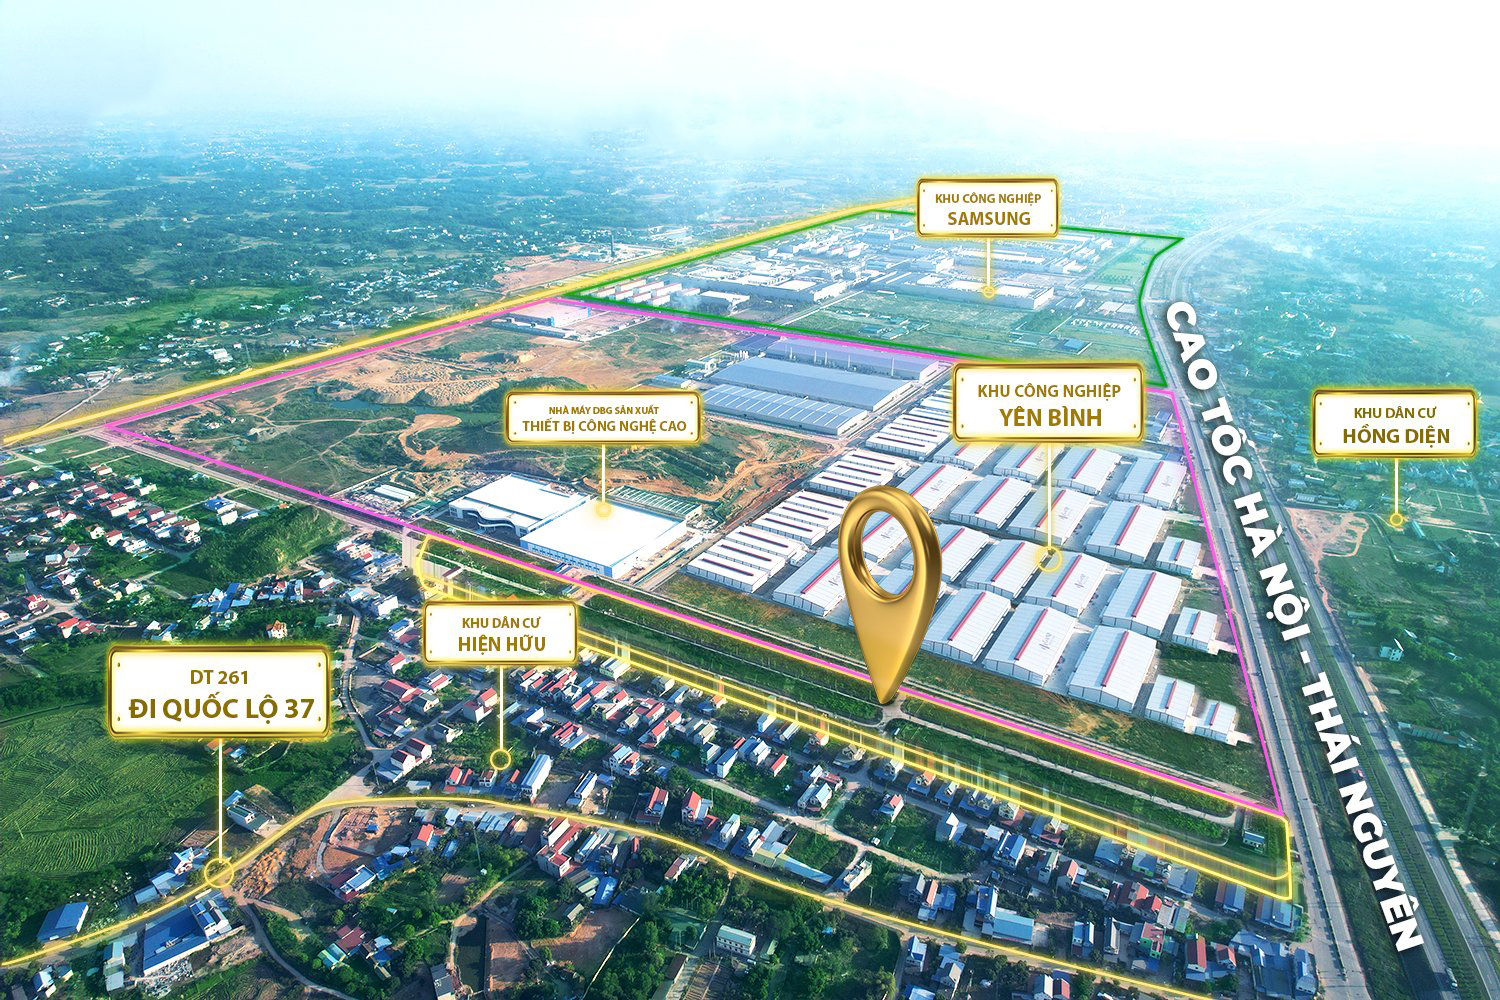 KHU CÔNG NGHIỆP
SAMSUNG
NHÀ MÁY DBG SẢN XUẤT
THIẾT BỊ CÔNG NGHỆ CAO
KHU CÔNG NGHIỆP
YÊN BÌNH
KHU DÂN CƯ
HỒNG DIỆN
CAO TỐC HÀ NỘI - THÁI NGUYÊN
KHU DÂN CƯ
HIỆN HỮU
DT 261
ĐI QUỐC LỘ 37